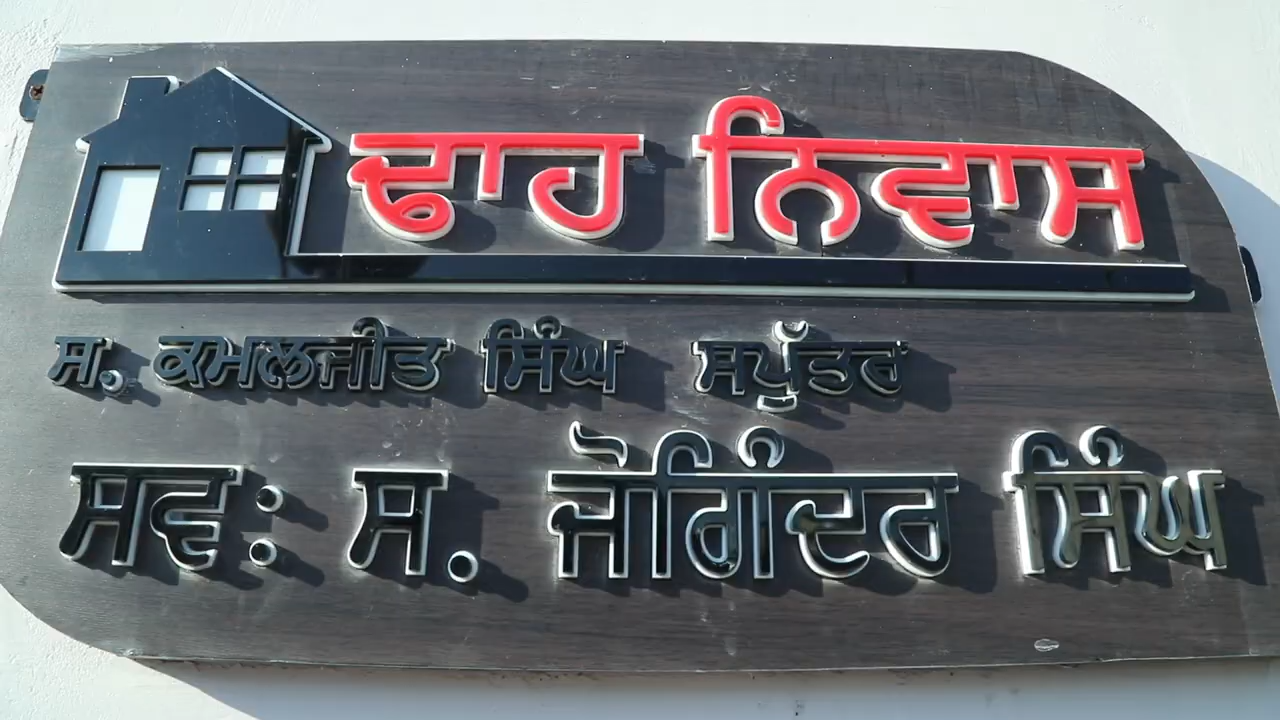 ਢਾਹ ਨਿਵਾਸ
ਸ. ਕਮਲਜੀਤ ਸਿੰਘ ਸਪੁੱਤਰ
ਸਵ: ਸ. ਜੋਗਿੰਦਰ ਸਿੰਘ